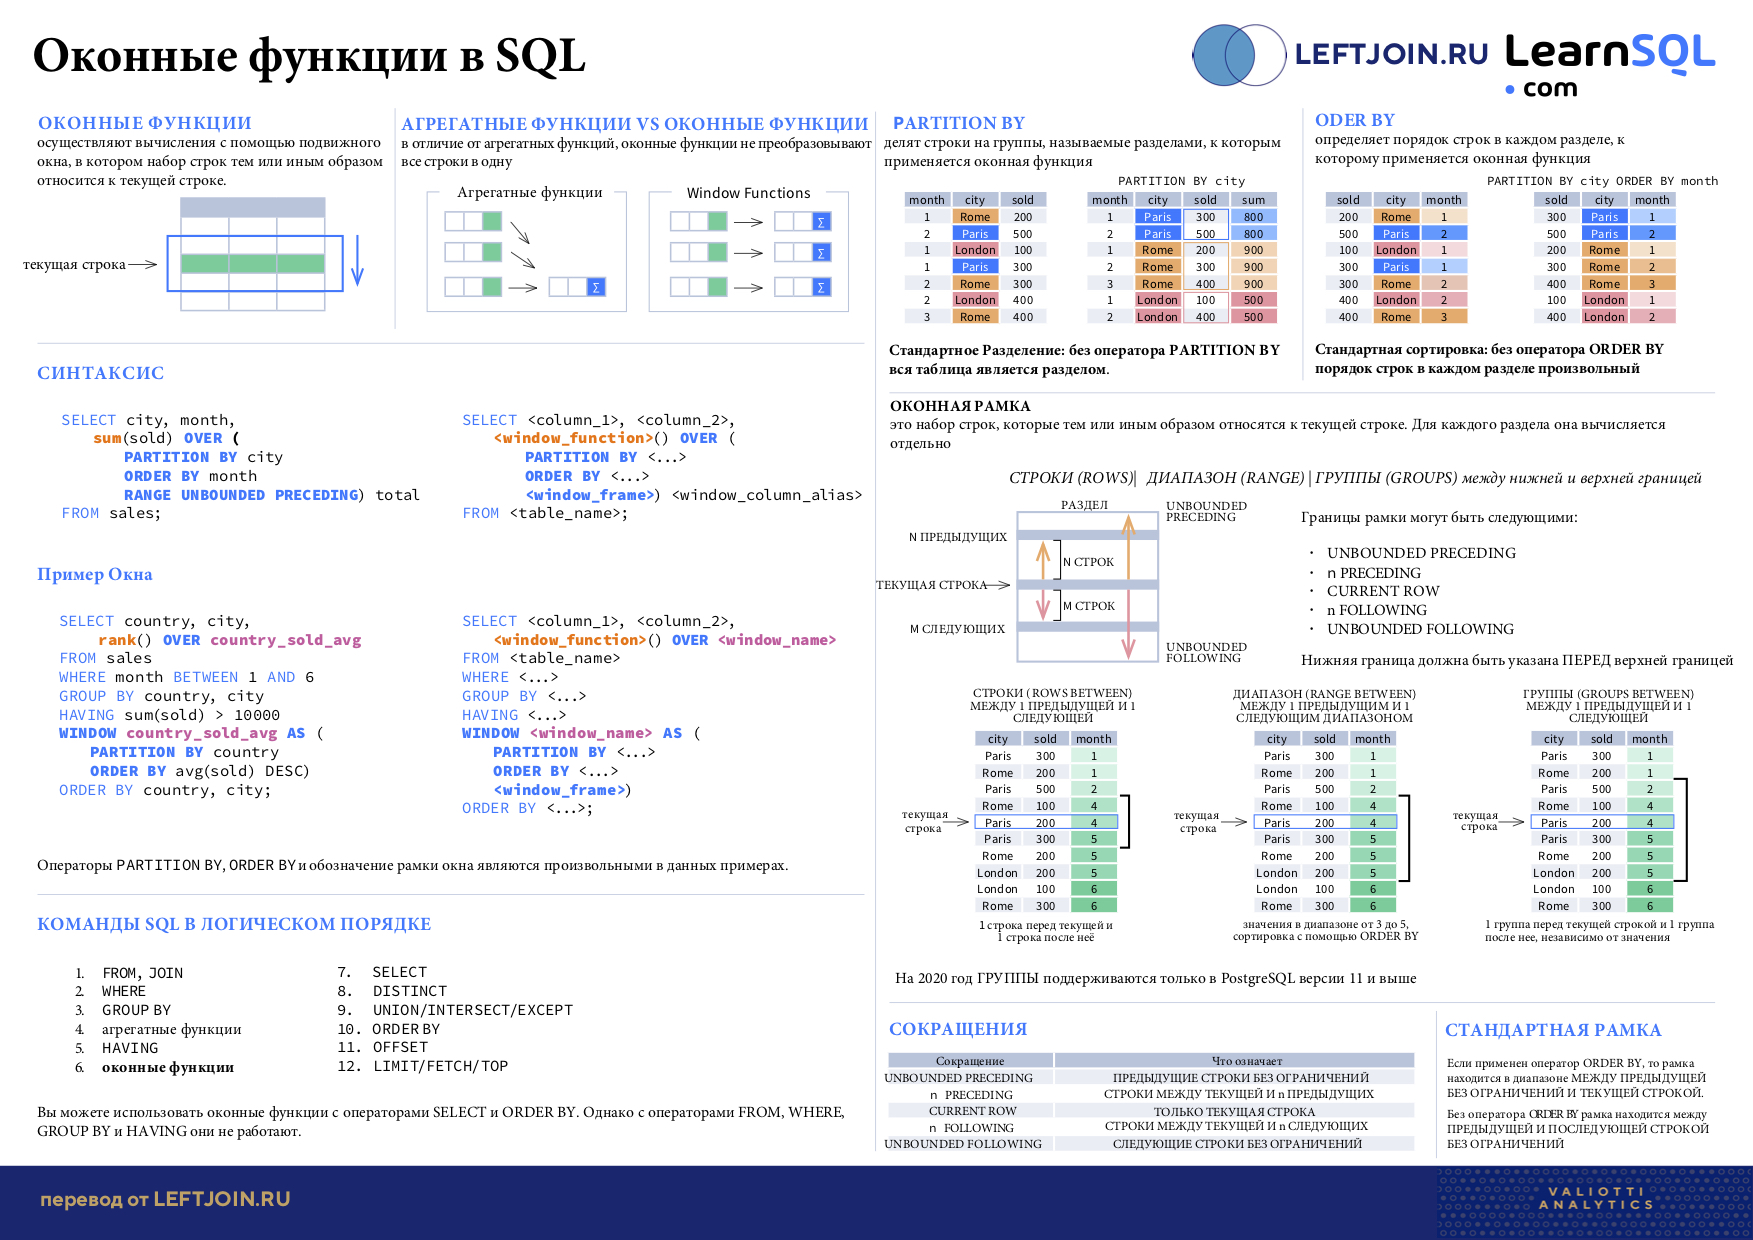 Оконные функции в SQL
LEFTJOIN.RU
LearnSQL
• com
ОКОННЫЕ ФУНКЦИИ
осуществляют вычисления с помощью подвижного
окна, в котором набор строк тем или иным образом
относится к текущей строке.
текущая строка
АГРЕГАТНЫЕ ФУНКЦИИ VS ОКОННЫЕ ФУНКЦИИ
в отличие от агрегатных функций, оконные функции не преобразовывают
все строки в одну
Агрегатные функции
∑
Window Functions
∑
∑
∑
PARTITION BY
делят строки на группы, называемые разделами, к которым
применяется оконная функция
month city sold
1 Rome 200
2 Paris 500
1 London 100
1 Paris 300
2 Rome 300
2 London 400
3 Rome 400
PARTITION BY city
month city sold sum
1 Paris 300 800
2 Paris 500 800
1 Rome 200 900
2 Rome 300 900
3 Rome 400 900
1 London 100 500
2 London 400 500
Стандартное Разделение: без оператора PARTITION BY
вся таблица является разделом.
ODER BY
определяет порядок строк в каждом разделе, к
которому применяется оконная функция
sold city month
200 Rome 1
500 Paris 2
100 London 1
300 Paris 1
300 Rome 2
400 London 2
400 Rome 3
PARTITION BY city ORDER BY month
sold city month
300 Paris 1
500 Paris 2
200 Rome 1
300 Rome 2
400 Rome 3
100 London 1
400 London 2
Стандартная сортировка: без оператора ORDER BY
порядок строк в каждом разделе произвольный
СИНТАКСИС
SELECT city, month,
sum(sold) OVER (
PARTITION BY city
ORDER BY month
RANGE UNBOUNDED PRECEDING) total
FROM sales;
SELECT <column_1>, <column_2>,
<window_function>() OVER (
PARTITION BY <...>
ORDER BY <...>
<window_frame>) <window_column_alias>
FROM <table_name>;
Пример Окна
SELECT country, city,
rank() OVER country_sold_avg
FROM sales
WHERE month BETWEEN 1 AND 6
GROUP BY country, city
HAVING sum(sold) > 10000
WINDOW country_sold_avg AS (
PARTITION BY country
ORDER BY avg(sold) DESC)
ORDER BY country, city;
SELECT <column_1>, <column_2>,
<window_function>() OVER <window_name>
FROM <table_name>
WHERE <...>
GROUP BY <...>
HAVING <...>
WINDOW <window_name> AS (
PARTITION BY <...>
ORDER BY <...>
<window_frame>)
ORDER BY <...>;
Операторы PARTITION BY, ORDER BY и обозначение рамки окна являются произвольными в данных примерах.
КОМАНДЫ SQL В ЛОГИЧЕСКОМ ПОРЯДКЕ
1. FROM, JOIN
2. WHERE
3. GROUP BY
4. агрегатные функции
5. HAVING
6. оконные функции
7. SELECT
8. DISTINCT
9. UNION/INTERSECT/EXCEPT
10. ORDER BY
11. OFFSET
12. LIMIT/FETCH/TOP
Вы можете использовать оконные функции с операторами SELECT и ORDER BY. Однако с операторами FROM, WHERE,
GROUP BY и HAVING они не работают.
ОКОННАЯ РАМКА
это набор строк, которые тем или иным образом относятся к текущей строке. Для каждого раздела она вычисляется
отдельно
СТРОКИ (ROWS)| ДИАПАЗОН (RANGE) | ГРУППЫ (GROUPS) между нижней и верхней границей
РАЗДЕЛ
UNBOUNDED
PRECEDING
N ПРЕДЫДУЩИХ
N СТРОК
ТЕКУЩАЯ СТРОКА
M СТРОК
M СЛЕДУЮЩИХ
UNBOUNDED
FOLLOWING
Границы рамки могут быть следующими:
· UNBOUNDED PRECEDING
· n PRECEDING
· CURRENT ROW
· n FOLLOWING
· UNBOUNDED FOLLOWING
Нижняя граница должна быть указана ПЕРЕД верхней границей
СТРОКИ (ROWS BETWEEN)
МЕЖДУ 1 ПРЕДЫДУЩЕЙ И 1
СЛЕДУЮЩЕЙ
city sold month
Paris 300 1
Rome 200 1
Paris 500 2
Rome 100 4
Paris 200 4
Paris 300 5
Rome 200 5
London 200 5
London 100 6
Rome 300 6
текущая
строка
1 строка перед текущей и
1 строка после неё
ДИАПАЗОН (RANGE BETWEEN)
МЕЖДУ 1 ПРЕДЫДУЩИМ И 1
СЛЕДУЮЩИМ ДИАПАЗОНОМ
city sold month
Paris 300 1
Rome 200 1
Paris 500 2
Rome 100 4
Paris 200 4
Paris 300 5
Rome 200 5
London 200 5
London 100 6
Rome 300 6
текущая
строка
значения в диапазоне от 3 до 5,
сортировка с помощью ORDER BY
ГРУППЫ (GROUPS BETWEEN)
МЕЖДУ 1 ПРЕДЫДУЩЕЙ И 1
СЛЕДУЮЩЕЙ
city sold month
Paris 300 1
Rome 200 1
Paris 500 2
Rome 100 4
Paris 200 4
Paris 300 5
Rome 200 5
London 200 5
London 100 6
Rome 300 6
текущая
строка
1 группа перед текущей строкой и 1 группа
после нее, независимо от значения
На 2020 год ГРУППЫ поддерживаются только в PostgreSQL версии 11 и выше
СОКРАЩЕНИЯ
Сокращение Что означает
UNBOUNDED PRECEDING ПРЕДЫДУЩИЕ СТРОКИ БЕЗ ОГРАНИЧЕНИЙ
n PRECEDING СТРОКИ МЕЖДУ ТЕКУЩЕЙ И n ПРЕДЫДУЩИХ
CURRENT ROW ТОЛЬКО ТЕКУЩАЯ СТРОКА
n FOLLOWING СТРОКИ МЕЖДУ ТЕКУЩЕЙ И n СЛЕДУЮЩИХ
UNBOUNDED FOLLOWING СЛЕДУЮЩИЕ СТРОКИ БЕЗ ОГРАНИЧЕНИЙ
СТАНДАРТНАЯ РАМКА
Если применен оператор ORDER BY, то рамка
находится в диапазоне МЕЖДУ ПРЕДЫДУЩЕЙ
БЕЗ ОГРАНИЧЕНИЙ И ТЕКУЩЕЙ СТРОКОЙ.
Без оператора ORDER BY рамка находится между
ПРЕДЫДУЩЕЙ И ПОСЛЕДУЮЩЕЙ СТРОКОЙ
БЕЗ ОГРАНИЧЕНИЙ
перевод от LEFTJOIN.RU
VALIOTTI
ANALYTICS